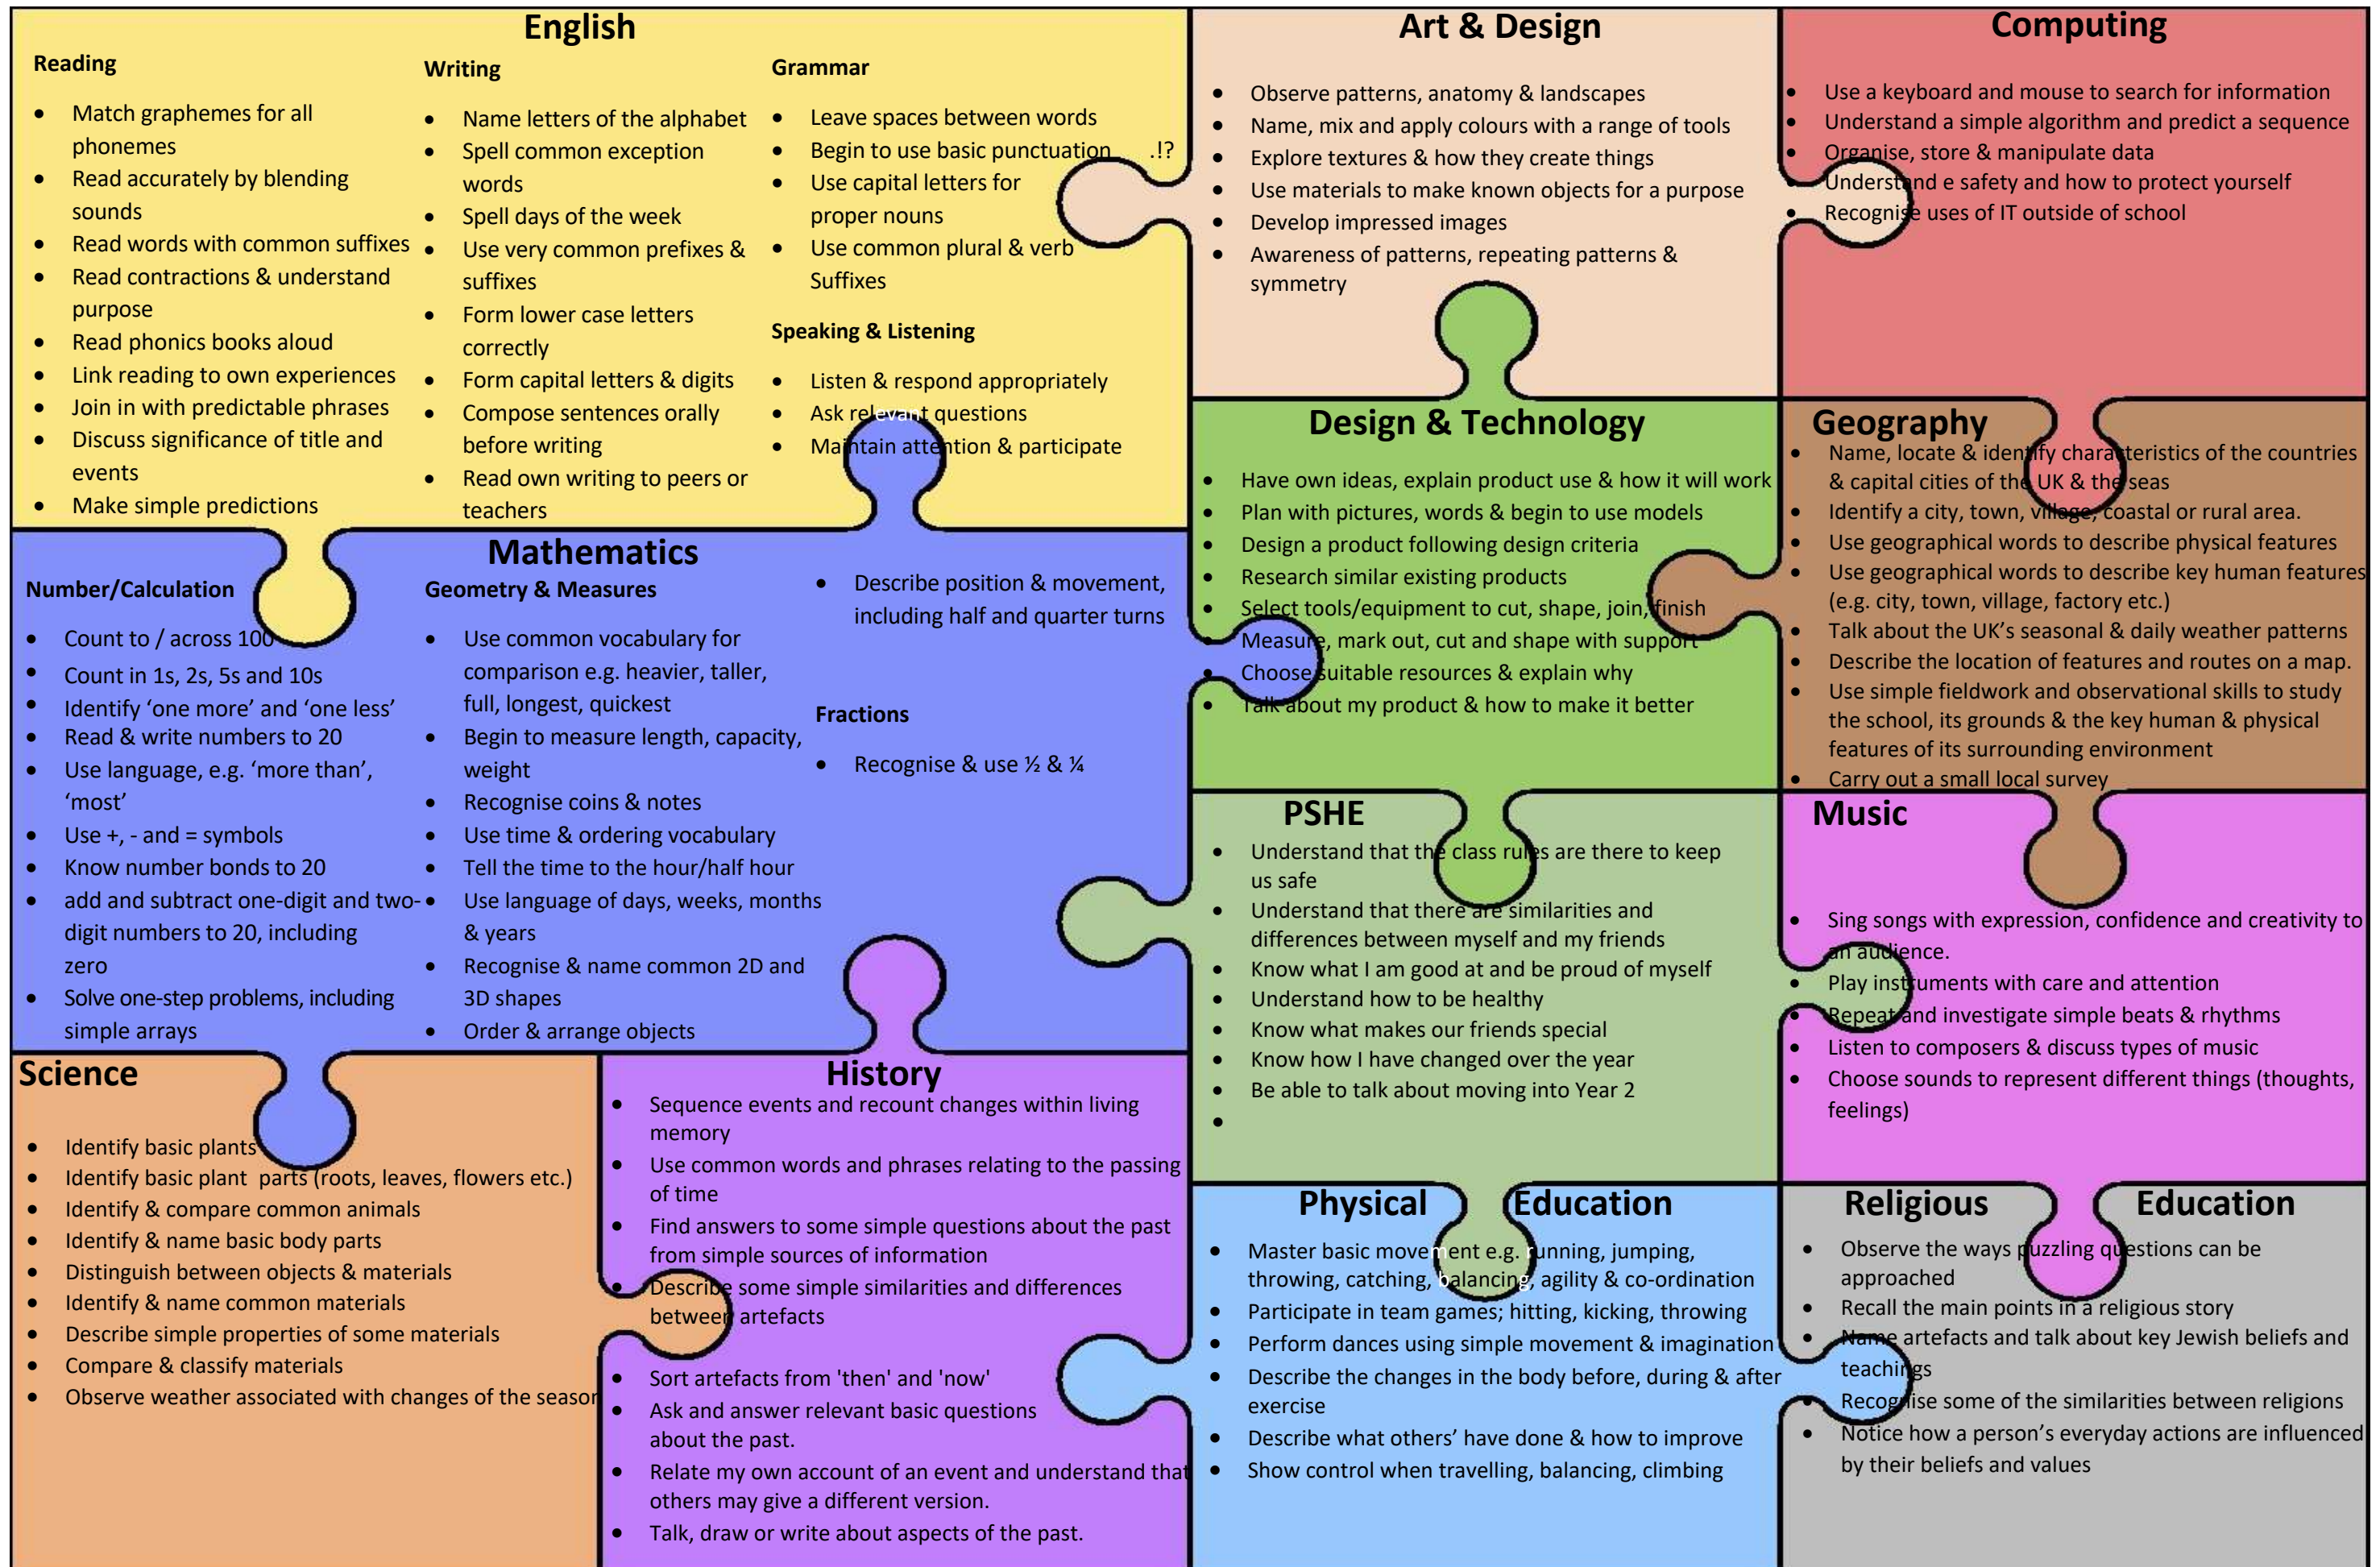 English
Reading
Match graphemes for all
phonemes
Read accurately by blending
sounds
Read words with common suffixes
Read contractions & understand
purpose
Read phonics books aloud
Link reading to own experiences
Join in with predictable phrases
Discuss significance of title and
events
Make simple predictions
Writing
Name letters of the alphabet
Spell common exception
words
Spell days of the week
Use very common prefixes &
suffixes
Form lower case letters
correctly
Form capital letters & digits
Compose sentences orally
before writing
Read own writing to peers or
teachers
Grammar
Leave spaces between words
Begin to use basic punctuation .!?
Use capital letters for
proper nouns
Use common plural & verb
Suffixes
Speaking & Listening
Listen & respond appropriately
Ask relevant questions
Maintain attention & participate
Art & Design
Observe patterns, anatomy & landscapes
Name, mix and apply colours with a range of tools
Explore textures & how they create things
Use materials to make known objects for a purpose
Develop impressed images
Awareness of patterns, repeating patterns &
symmetry
Computing
Use a keyboard and mouse to search for information
Understand a simple algorithm and predict a sequence
Organise, store & manipulate data
Understand e safety and how to protect yourself
Recognise uses of IT outside of school
Mathematics
Number/Calculation
Count to / across 100
Count in 1s, 2s, 5s and 10s
Identify ‘one more’ and ‘one less’
Read & write numbers to 20
Use language, e.g. ‘more than’,
‘most’
Use +, - and = symbols
Know number bonds to 20
add and subtract one-digit and two-
digit numbers to 20, including
zero
Solve one-step problems, including
simple arrays
Geometry & Measures
Use common vocabulary for
comparison e.g. heavier, taller,
full, longest, quickest
Begin to measure length, capacity,
weight
Recognise coins & notes
Use time & ordering vocabulary
Tell the time to the hour/half hour
Use language of days, weeks, months
& years
Recognise & name common 2D and
3D shapes
Order & arrange objects
Describe position & movement,
including half and quarter turns
Fractions
Recognise & use ½ & ¼
Design & Technology
Have own ideas, explain product use & how it will work
Plan with pictures, words & begin to use models
Design a product following design criteria
Research similar existing products
Select tools/equipment to cut, shape, join, finish
Measure, mark out, cut and shape with support
Choose suitable resources & explain why
Talk about my product & how to make it better
Geography
Name, locate & identify characteristics of the countries
& capital cities of the UK & the seas
Identify a city, town, village, coastal or rural area.
Use geographical words to describe physical features
Use geographical words to describe key human features
(e.g. city, town, village, factory etc.)
Talk about the UK’s seasonal & daily weather patterns
Describe the location of features and routes on a map.
Use simple fieldwork and observational skills to study
the school, its grounds & the key human & physical
features of its surrounding environment
Carry out a small local survey
PSHE
Understand that the class rules are there to keep
us safe
Understand that there are similarities and
differences between myself and my friends
Know what I am good at and be proud of myself
Understand how to be healthy
Know what makes our friends special
Know how I have changed over the year
Be able to talk about moving into Year 2
Music
Sing songs with expression, confidence and creativity to
an audience.
Play instruments with care and attention
Repeat and investigate simple beats & rhythms
Listen to composers & discuss types of music
Choose sounds to represent different things (thoughts,
feelings)
Science
Identify basic plants
Identify basic plant parts (roots, leaves, flowers etc.)
Identify & compare common animals
Identify & name basic body parts
Distinguish between objects & materials
Identify & name common materials
Describe simple properties of some materials
Compare & classify materials
Observe weather associated with changes of the season
History
Sequence events and recount changes within living
memory
Use common words and phrases relating to the passing
of time
Find answers to some simple questions about the past
from simple sources of information
Describe some simple similarities and differences
between artefacts
Sort artefacts from 'then' and 'now'
Ask and answer relevant basic questions
about the past.
Relate my own account of an event and understand that
others may give a different version.
Talk, draw or write about aspects of the past.
Physical Education
Master basic movement e.g. running, jumping,
throwing, catching, balancing, agility & co-ordination
Participate in team games; hitting, kicking, throwing
Perform dances using simple movement & imagination
Describe the changes in the body before, during & after
exercise
Describe what others’ have done & how to improve
Show control when travelling, balancing, climbing
Religious Education
Observe the ways puzzling questions can be
approached
Recall the main points in a religious story
Name artefacts and talk about key Jewish beliefs and
teachings
Recognise some of the similarities between religions
Notice how a person’s everyday actions are influenced
by their beliefs and values